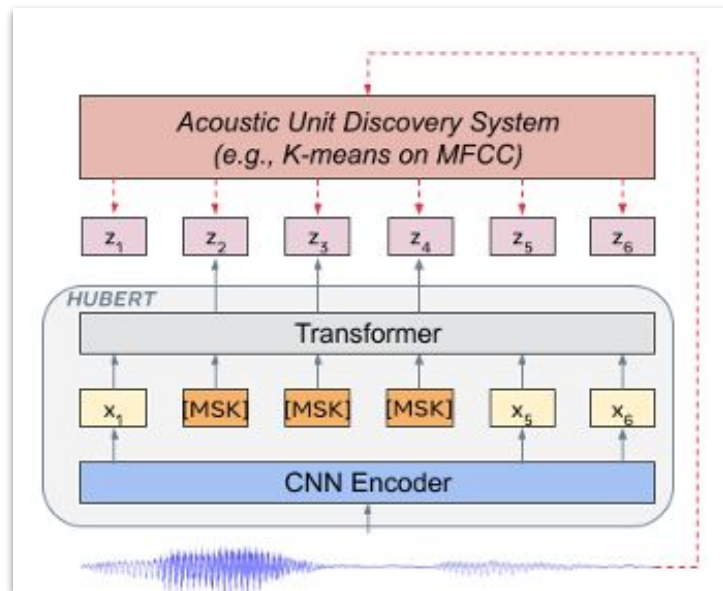 Acoustic Unit Discovery System
(e.g., K-means on MFCC)
z₁ z₂ z₃ z₄ z₅ z₆
HUBERT
Transformer
x₁ [MSK] [MSK] [MSK] x₅ x₆
CNN Encoder